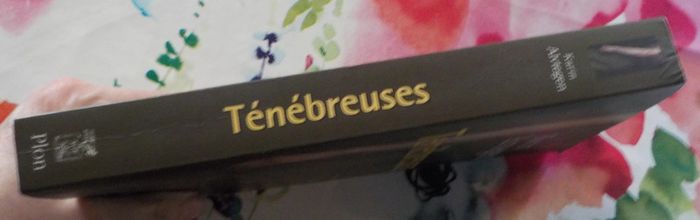 Karin
Alvtegen
Ténébreuses
Plon